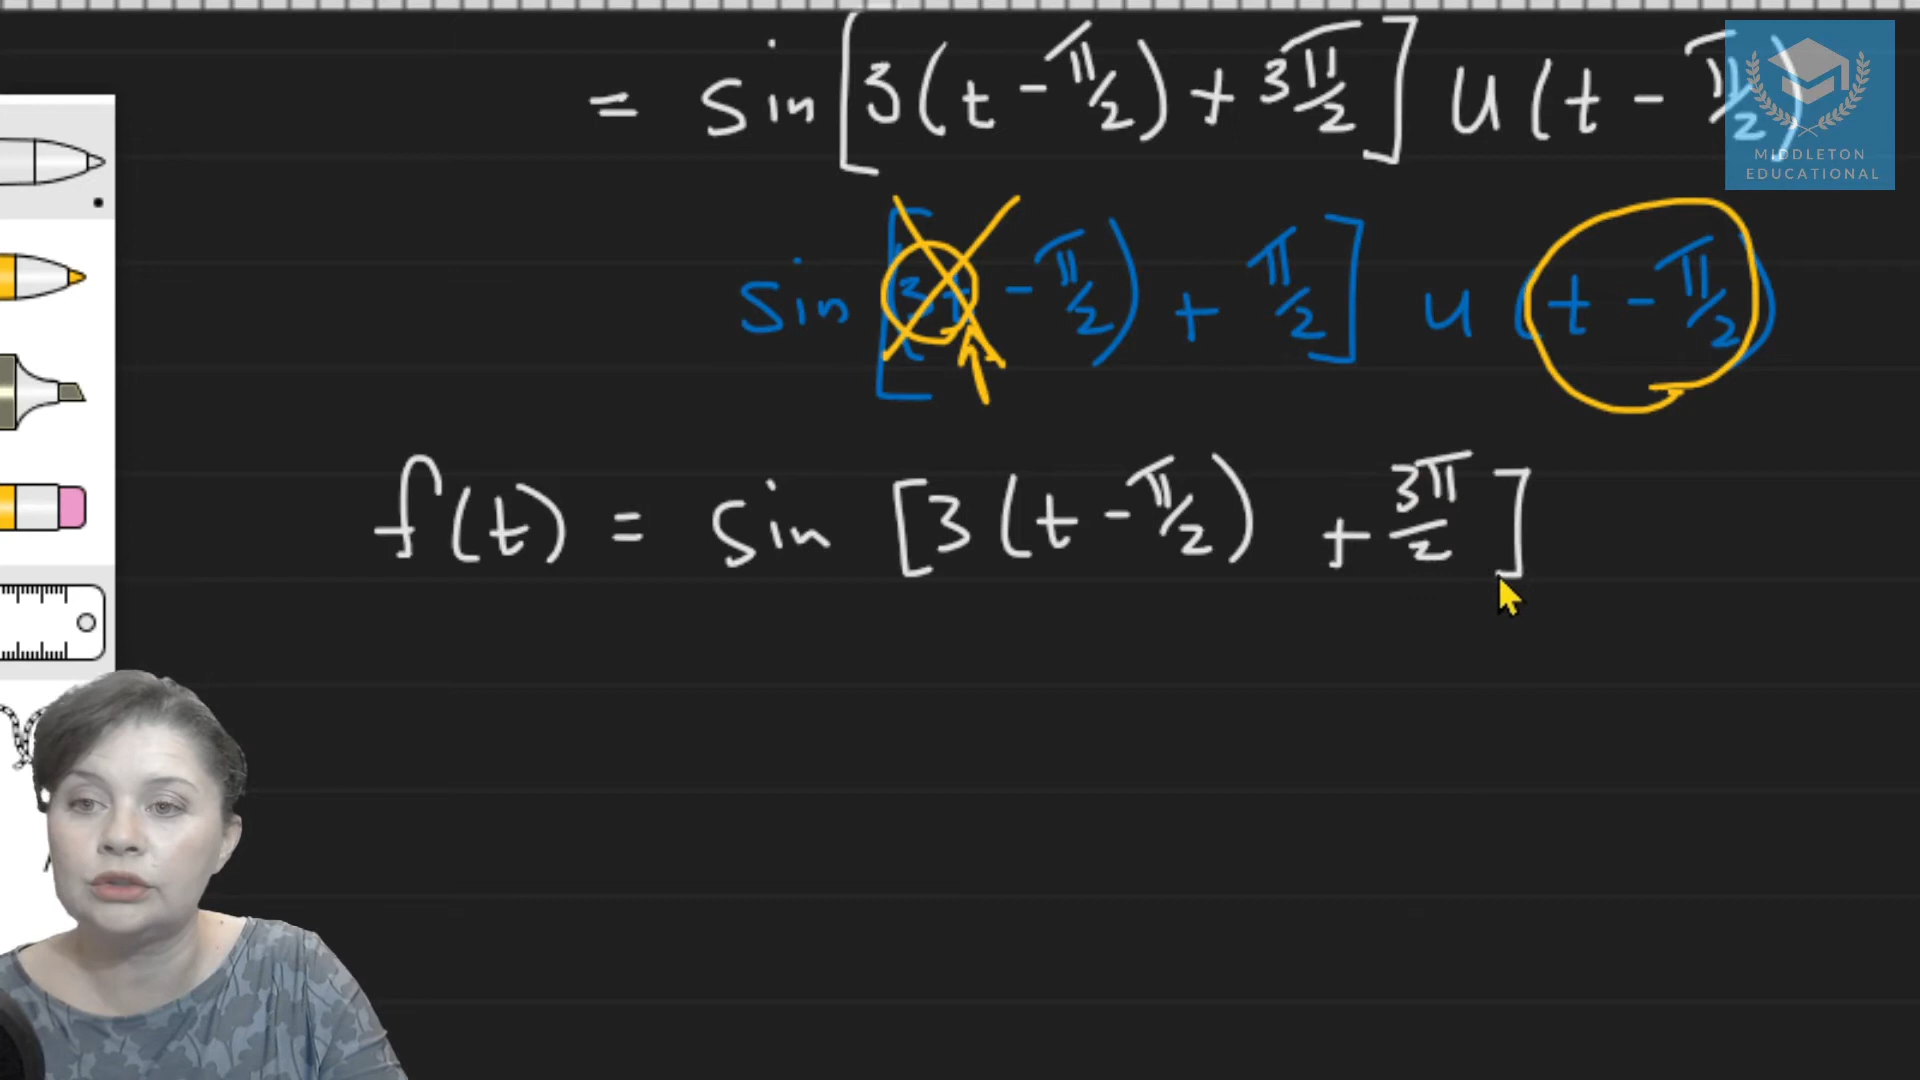 = sin[3(t - π/2) + 3π/2] u(t - π/2)
MIDDLETON
EDUCATIONAL
sin[(3t - π/2) + π/2] u(t - π/2)
f(t) = sin [3(t - π/2) + 3π/2]